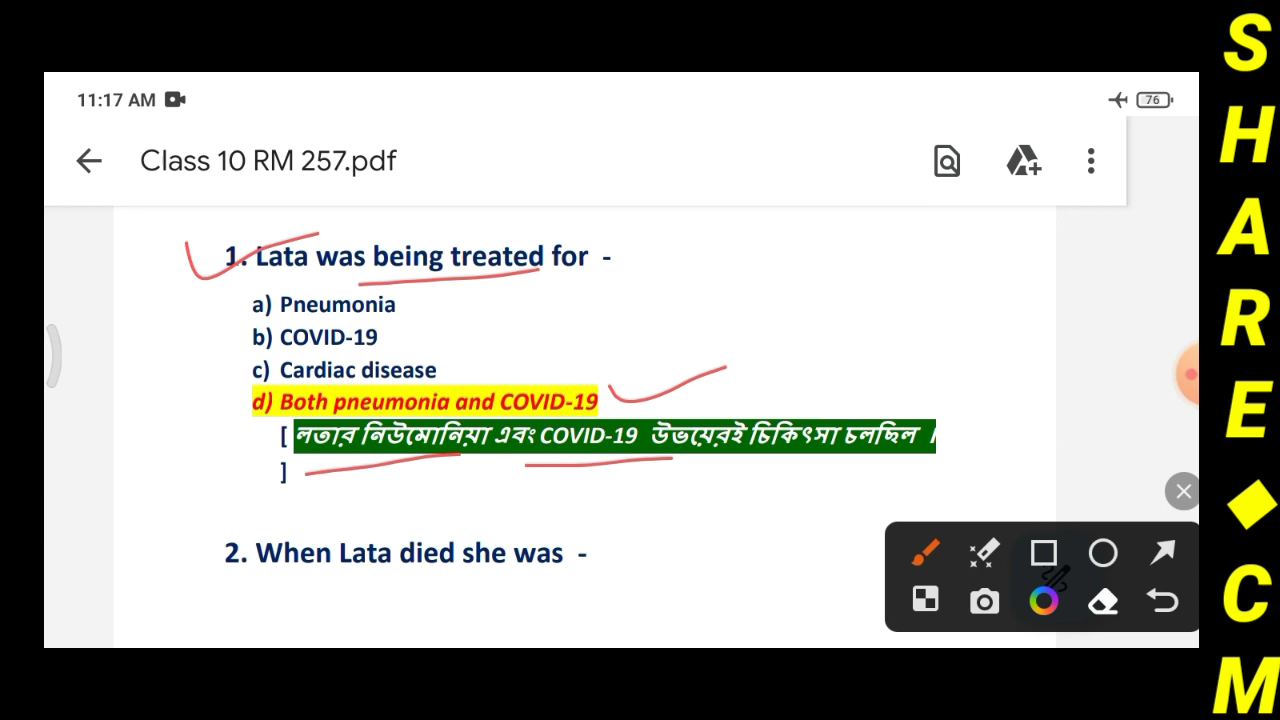 11:17 AM
76
Class 10 RM 257.pdf
1. Lata was being treated for -
a) Pneumonia
b) COVID-19
c) Cardiac disease
d) Both pneumonia and COVID-19
[ লতার নিউমোনিয়া এবং COVID-19 উভয়েরই চিকিৎসা চলছিল ।
]
2. When Lata died she was -
SHARE◆CM